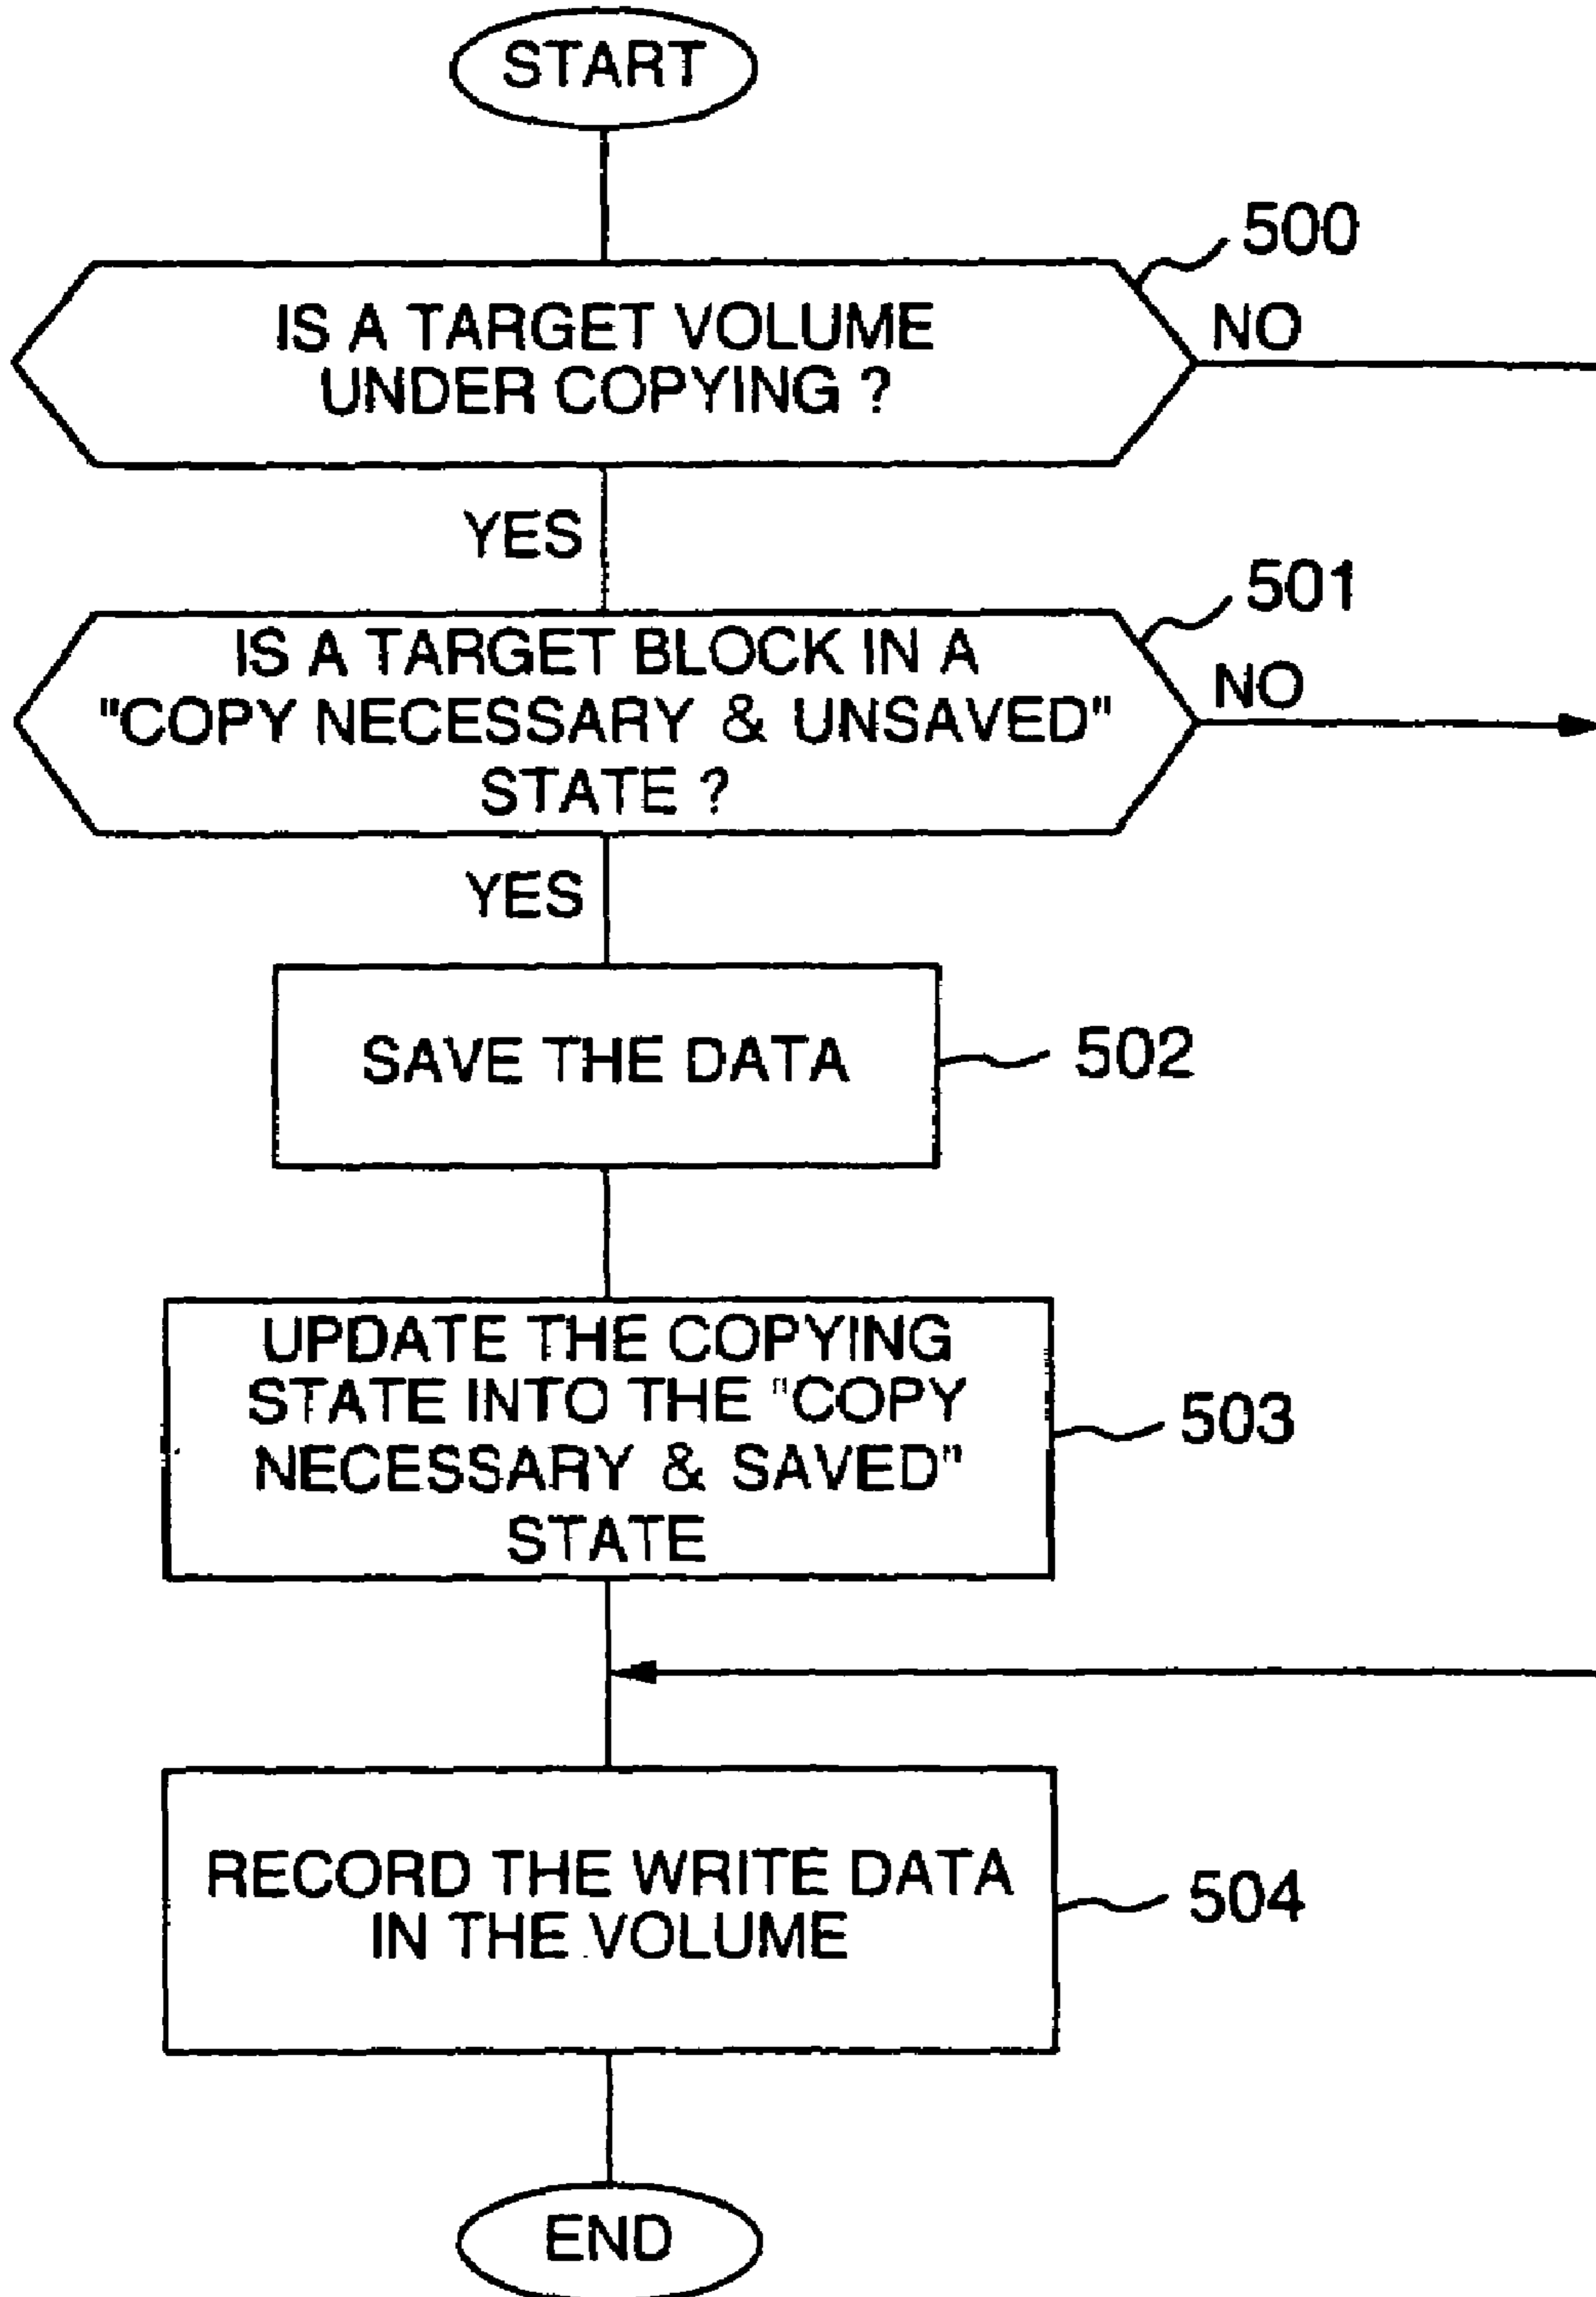 START
500
IS A TARGET VOLUME
UNDER COPYING ?
NO
YES
501
IS A TARGET BLOCK IN A
"COPY NECESSARY & UNSAVED"
STATE ?
NO
YES
SAVE THE DATA
502
UPDATE THE COPYING
STATE INTO THE "COPY
NECESSARY & SAVED"
STATE
503
RECORD THE WRITE DATA
IN THE VOLUME
504
END